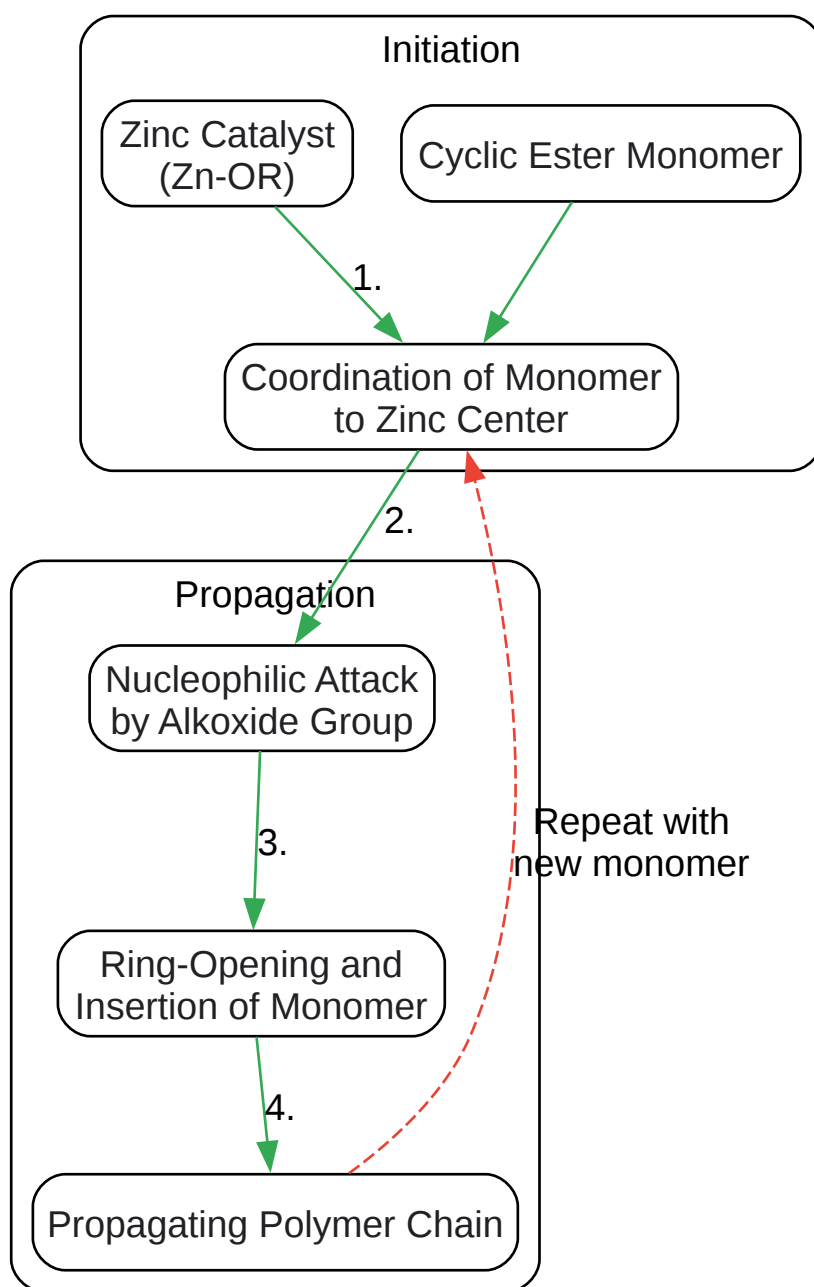 Initiation
Zinc Catalyst
(Zn-OR)
Cyclic Ester Monomer
1.
Coordination of Monomer
to Zinc Center
2.
Propagation
Nucleophilic Attack
by Alkoxide Group
3.
Repeat with
new monomer
Ring-Opening and
Insertion of Monomer
4.
Propagating Polymer Chain